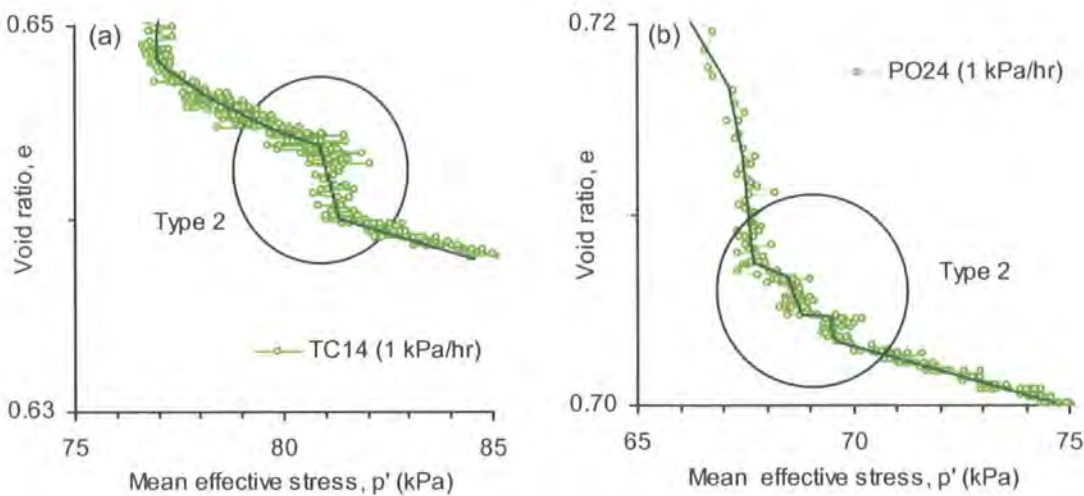 0.65
(a)
Void ratio, e
Type 2
TC14 (1 kPa/hr)
0.63
75
80
85
Mean effective stress, p' (kPa)
0.72
(b)
PO24 (1 kPa/hr)
Void ratio, e
Type 2
0.70
65
70
75
Mean effective stress, p' (kPa)